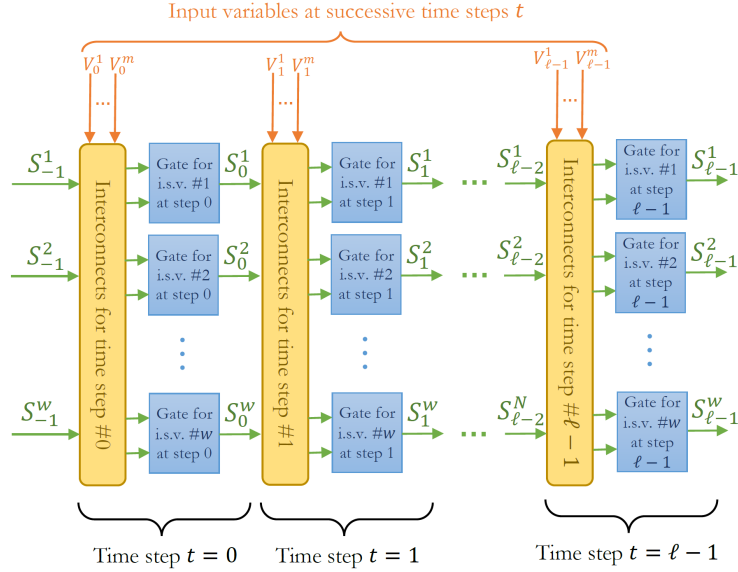 Input variables at successive time steps t
V_0^1 V_0^m
...
V_1^1 V_1^m
...
V_{ℓ-1}^1 V_{ℓ-1}^m
...
S_{-1}^1
S_{-1}^2
S_{-1}^w
Interconnects for time step #0
Gate for
i.s.v. #1
at step 0
Gate for
i.s.v. #2
at step 0
⋮
Gate for
i.s.v. #w
at step 0
S_0^1
S_0^2
S_0^w
Interconnects for time step #1
Gate for
i.s.v. #1
at step 1
Gate for
i.s.v.#2
at step 1
⋮
Gate for
i.s.v. #w
at step 1
S_1^1 ... S_{ℓ-2}^1
S_1^2 ... S_{ℓ-2}^2
S_1^w ... S_{ℓ-2}^N
Interconnects for time step #ℓ − 1
Gate for
i.s.v. #1
at step
ℓ − 1
Gate for
i.s.v. #2
at step
ℓ − 1
⋮
Gate for
i.s.v. #w
at step
ℓ − 1
S_{ℓ-1}^1
S_{ℓ-1}^2
S_{ℓ-1}^w
Time step t = 0
Time step t = 1
Time step t = ℓ − 1